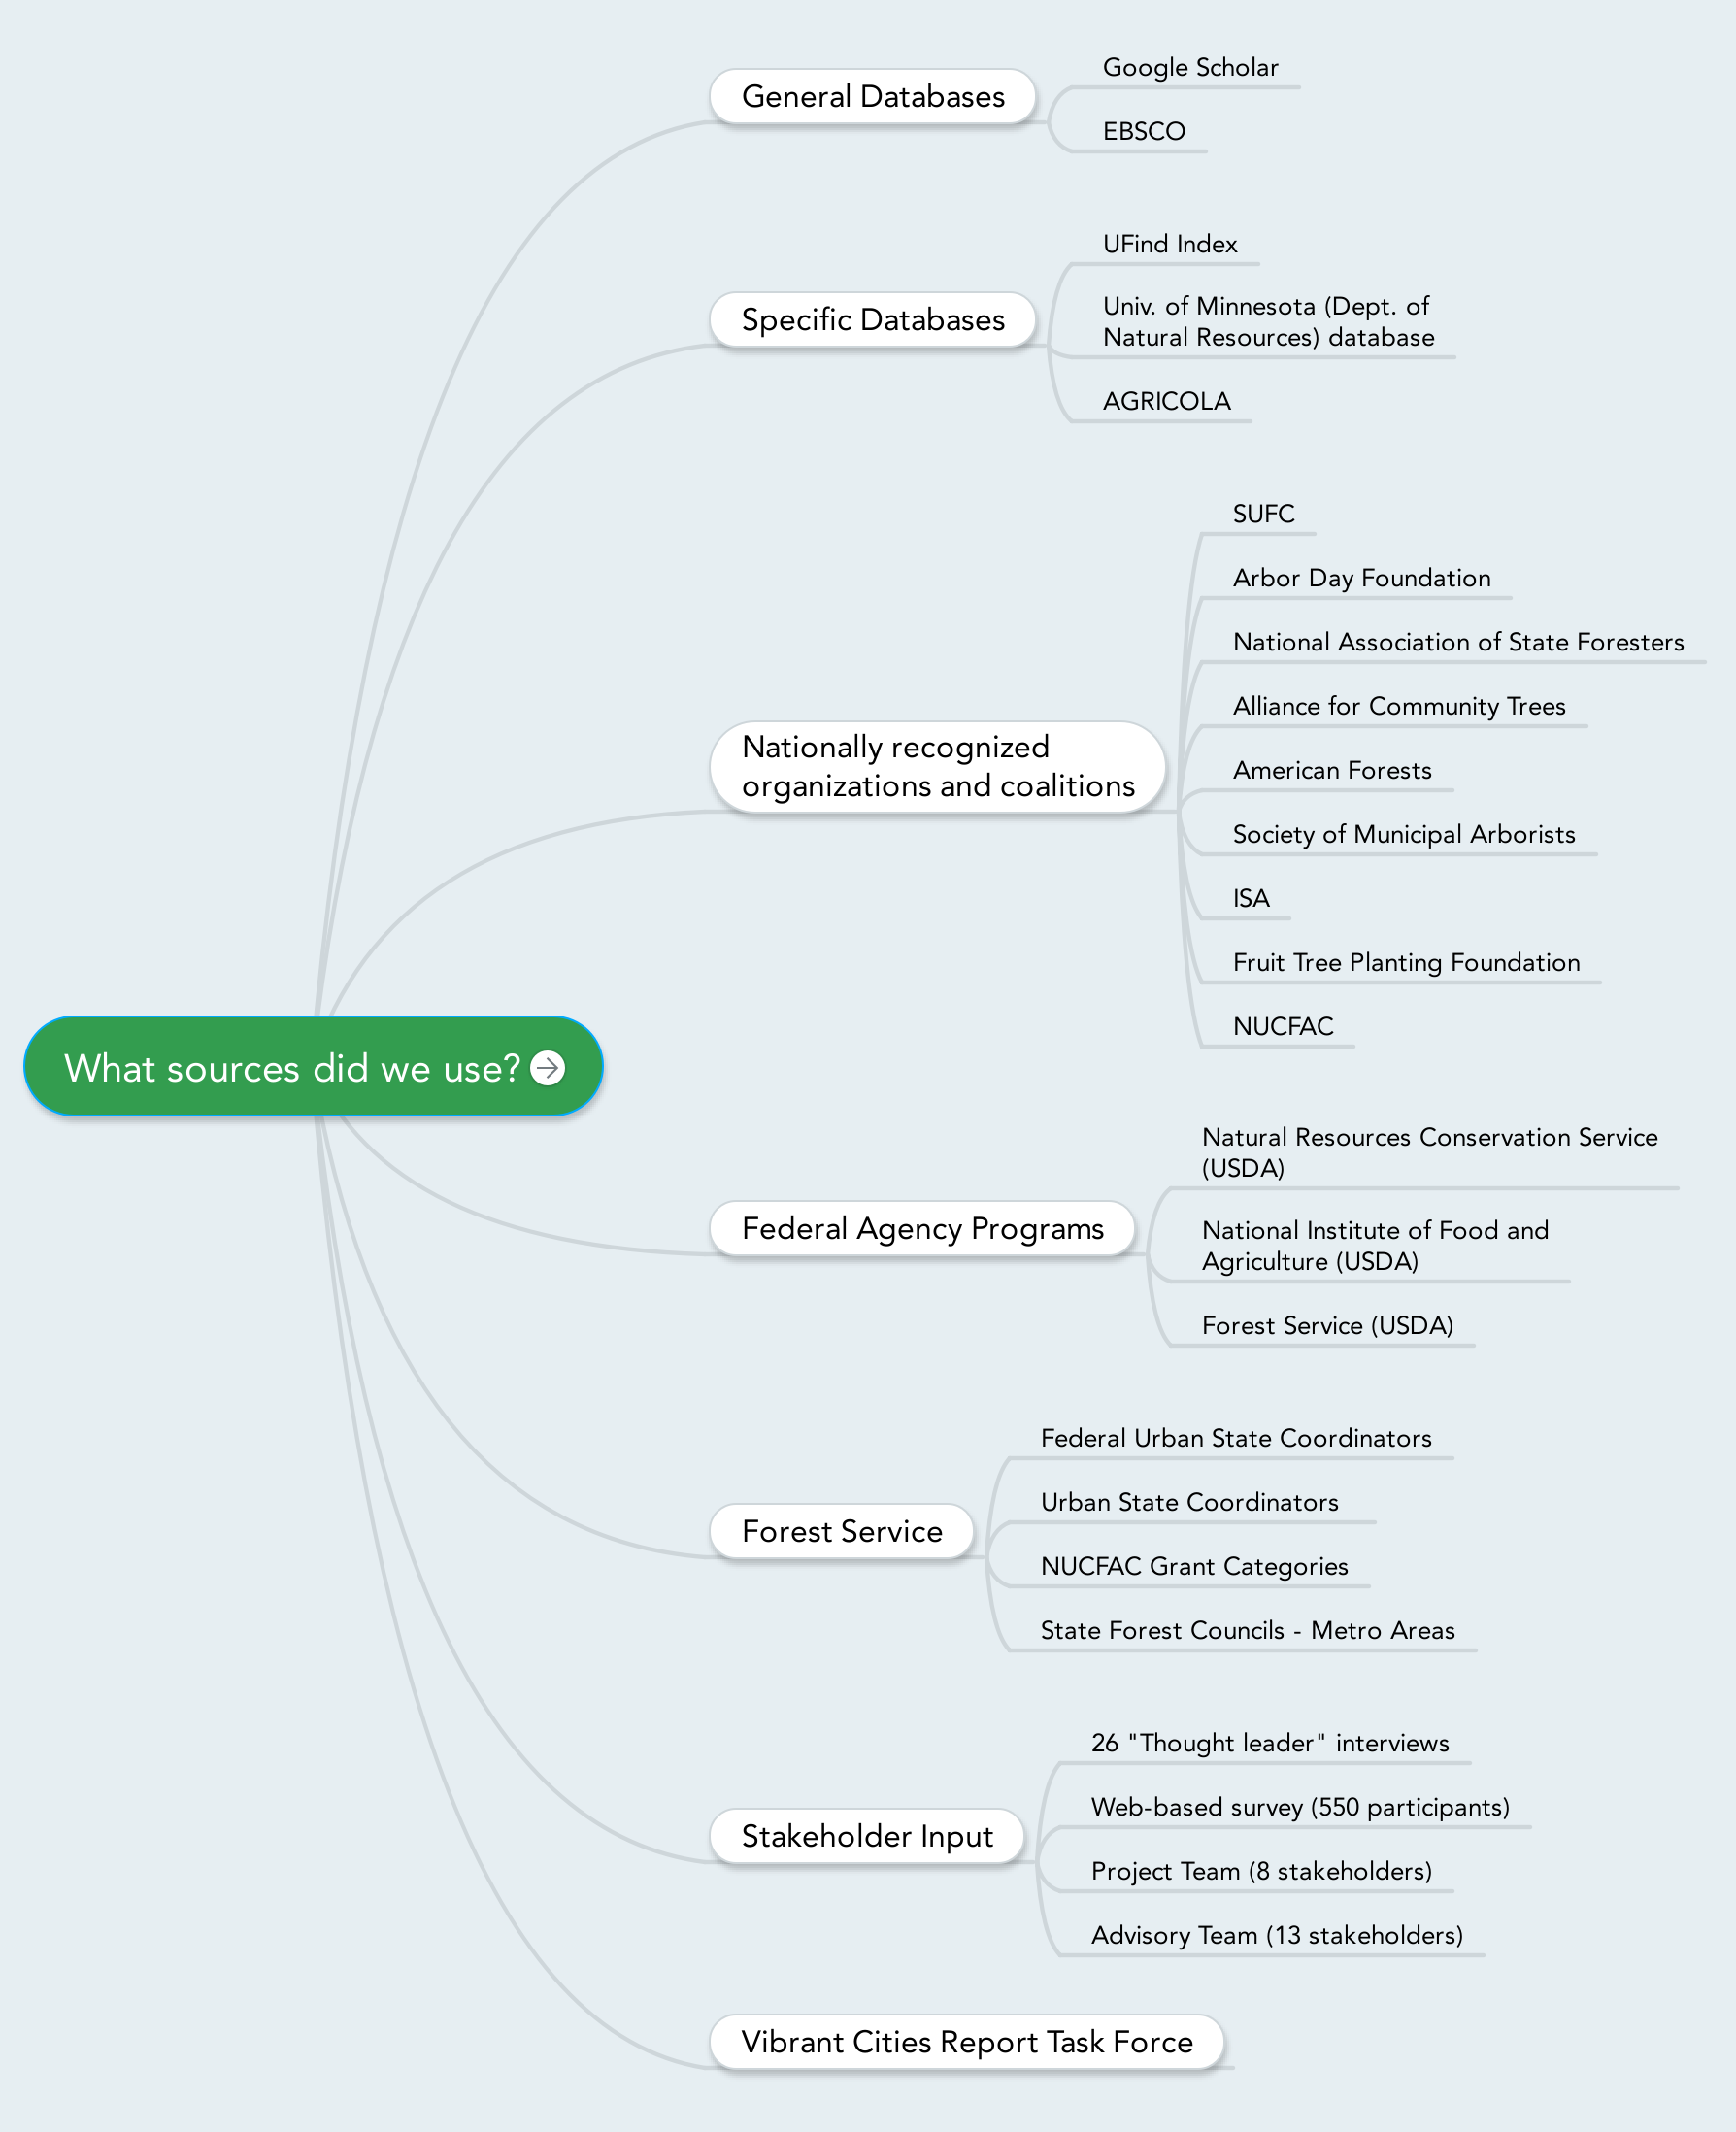 General Databases
Google Scholar
EBSCO
Specific Databases
UFind Index
Univ. of Minnesota (Dept. of
Natural Resources) database
AGRICOLA
Nationally recognized
organizations and coalitions
SUFC
Arbor Day Foundation
National Association of State Foresters
Alliance for Community Trees
American Forests
Society of Municipal Arborists
ISA
Fruit Tree Planting Foundation
NUCFAC
What sources did we use?
Federal Agency Programs
Natural Resources Conservation Service
(USDA)
National Institute of Food and
Agriculture (USDA)
Forest Service (USDA)
Forest Service
Federal Urban State Coordinators
Urban State Coordinators
NUCFAC Grant Categories
State Forest Councils - Metro Areas
Stakeholder Input
26 "Thought leader" interviews
Web-based survey (550 participants)
Project Team (8 stakeholders)
Advisory Team (13 stakeholders)
Vibrant Cities Report Task Force